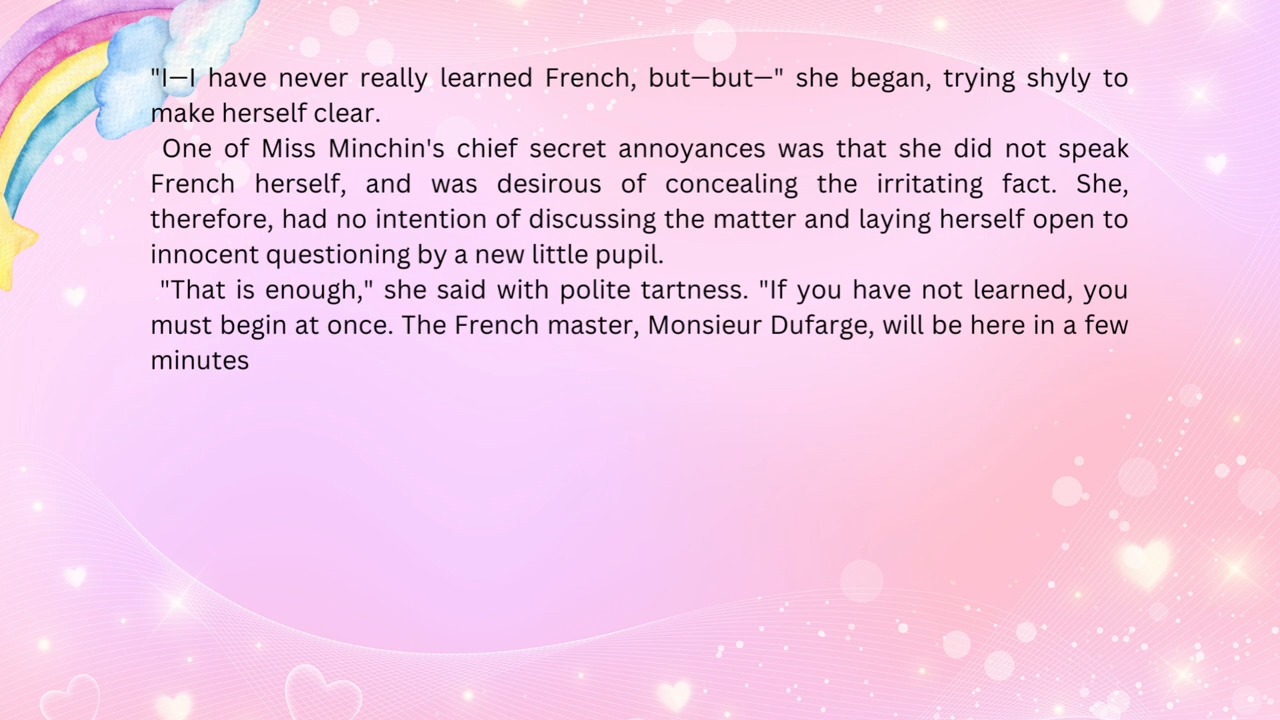 "I—I have never really learned French, but—but—" she began, trying shyly to
make herself clear.
One of Miss Minchin's chief secret annoyances was that she did not speak
French herself, and was desirous of concealing the irritating fact. She,
therefore, had no intention of discussing the matter and laying herself open to
innocent questioning by a new little pupil.
"That is enough," she said with polite tartness. "If you have not learned, you
must begin at once. The French master, Monsieur Dufarge, will be here in a few
minutes